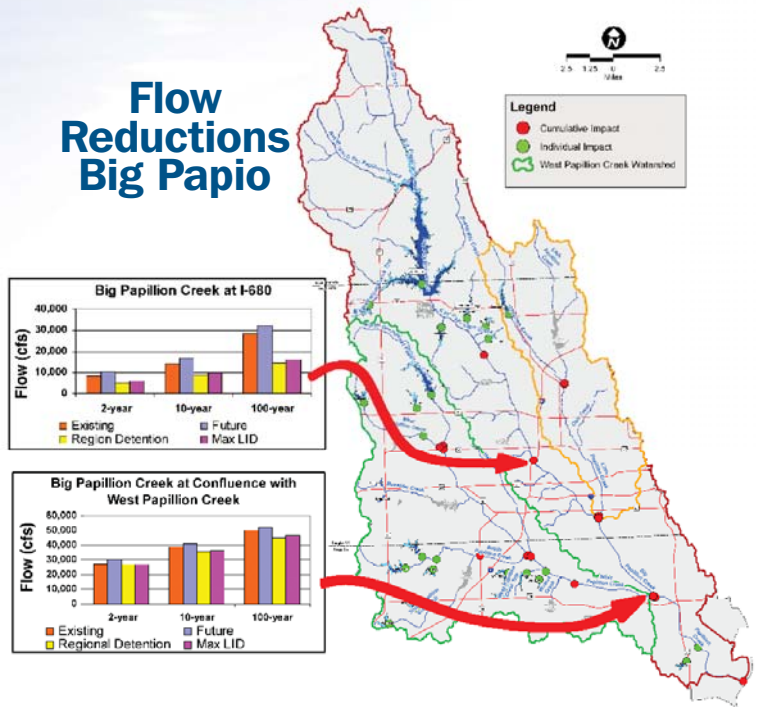 Flow
Reductions
Big Papio
N
2.5 1.25 0 2.5
Miles
Legend
Cumulative Impact
Individual Impact
West Papillion Creek Watershed
Big Papillion Creek at I-680
Flow (cfs)
40,000
30,000
20,000
10,000
0
2-year 10-year 100-year
Existing Future
Region Detention Max LID
Big Papillion Creek at Confluence with
West Papillion Creek
Flow (cfs)
60,000
50,000
40,000
30,000
20,000
10,000
0
2-year 10-year 100-year
Existing Future
Regional Detention Max LID